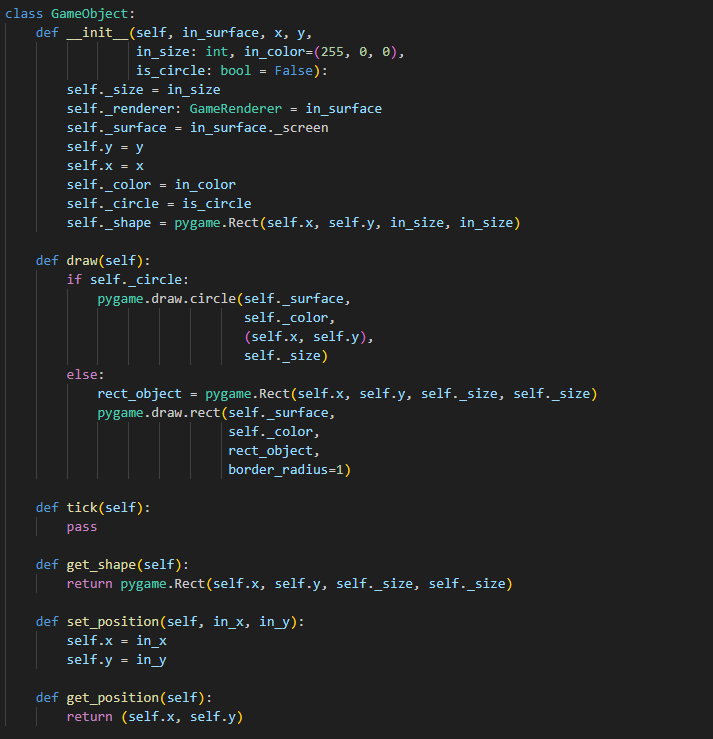 class GameObject:
    def __init__(self, in_surface, x, y,
                 in_size: int, in_color=(255, 0, 0),
                 is_circle: bool = False):
        self._size = in_size
        self._renderer: GameRenderer = in_surface
        self._surface = in_surface._screen
        self.y = y
        self.x = x
        self._color = in_color
        self._circle = is_circle
        self._shape = pygame.Rect(self.x, self.y, in_size, in_size)

    def draw(self):
        if self._circle:
            pygame.draw.circle(self._surface,
                               self._color,
                               (self.x, self.y),
                               self._size)
        else:
            rect_object = pygame.Rect(self.x, self.y, self._size, self._size)
            pygame.draw.rect(self._surface,
                             self._color,
                             rect_object,
                             border_radius=1)

    def tick(self):
        pass

    def get_shape(self):
        return pygame.Rect(self.x, self.y, self._size, self._size)

    def set_position(self, in_x, in_y):
        self.x = in_x
        self.y = in_y

    def get_position(self):
        return (self.x, self.y)